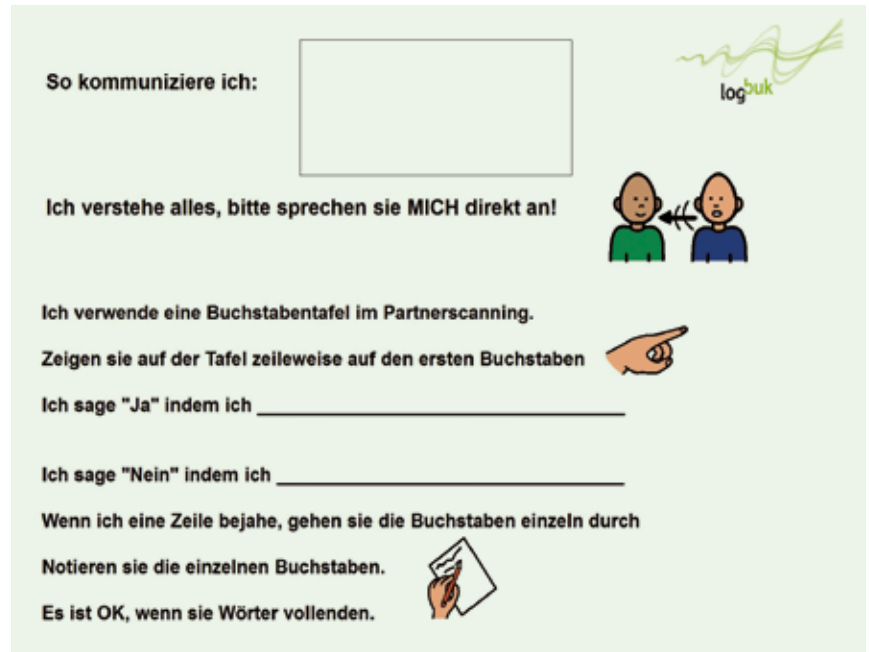 So kommuniziere ich:
logbuk
Ich verstehe alles, bitte sprechen sie MICH direkt an!
Ich verwende eine Buchstabentafel im Partnerscanning.
Zeigen sie auf der Tafel zeileweise auf den ersten Buchstaben
Ich sage "Ja" indem ich ___________________________________
Ich sage "Nein" indem ich _________________________________
Wenn ich eine Zeile bejahe, gehen sie die Buchstaben einzeln durch
Notieren sie die einzelnen Buchstaben.
Es ist OK, wenn sie Wörter vollenden.